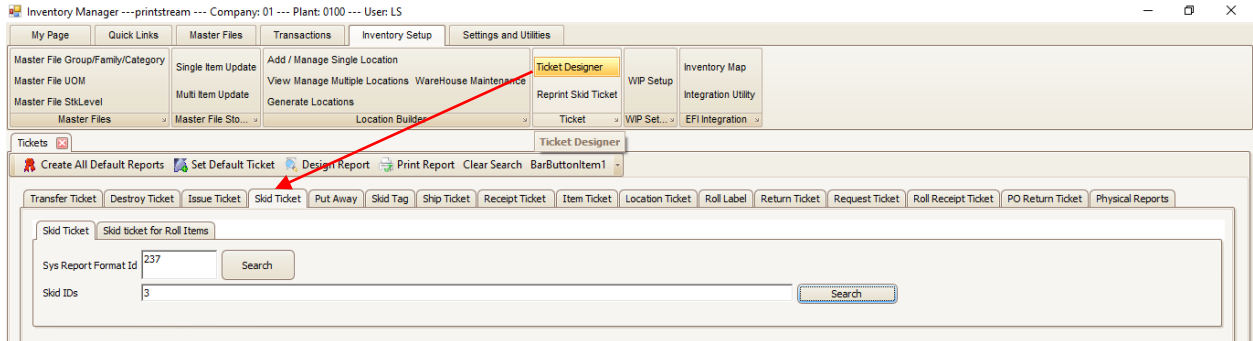 Inventory Manager ---printstream --- Company: 01 --- Plant: 0100 --- User: LS
My Page Quick Links Master Files Transactions Inventory Setup Settings and Utilities
Master File Group/Family/Category Single Item Update Add / Manage Single Location Ticket Designer Inventory Map
Master File UOM View Manage Multiple Locations WareHouse Maintenance WIP Setup
Master File StkLevel Multi Item Update Generate Locations Reprint Skid Ticket Integration Utility
Master Files Master File Sto... Location Builder Ticket WIP Set... EFI Integration
Tickets Ticket Designer
Create All Default Reports Set Default Ticket Design Report Print Report Clear Search BarButtonItem1
Transfer Ticket Destroy Ticket Issue Ticket Skid Ticket Put Away Skid Tag Ship Ticket Receipt Ticket Item Ticket Location Ticket Roll Label Return Ticket Request Ticket Roll Receipt Ticket PO Return Ticket Physical Reports
Skid Ticket Skid ticket for Roll Items
Sys Report Format Id 237 Search
Skid IDs 3 Search